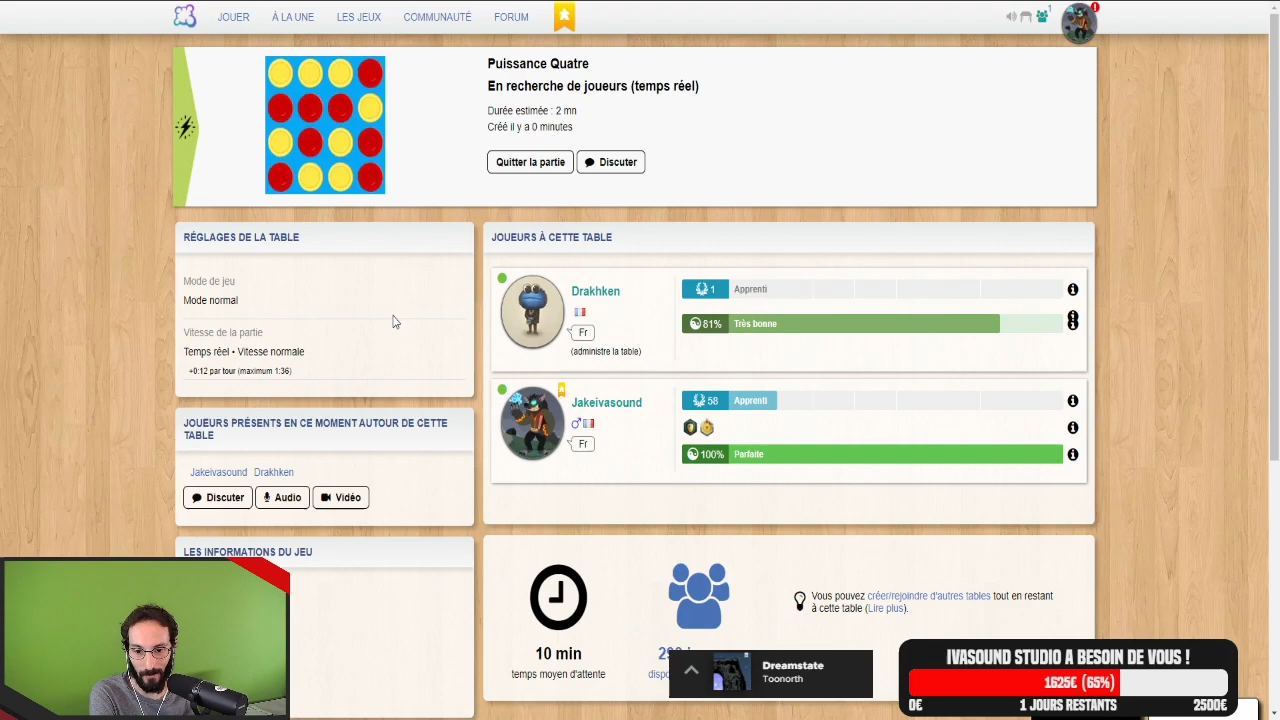 JOUER À LA UNE LES JEUX COMMUNAUTÉ FORUM
1
Puissance Quatre
En recherche de joueurs (temps réel)
Durée estimée : 2 mn
Créé il y a 0 minutes
Quitter la partie Discuter
RÉGLAGES DE LA TABLE
Mode de jeu
Mode normal
Vitesse de la partie
Temps réel • Vitesse normale
+0:12 par tour (maximum 1:36)
JOUEURS PRÉSENTS EN CE MOMENT AUTOUR DE CETTE
TABLE
Jakeivasound Drakhken
Discuter Audio Vidéo
LES INFORMATIONS DU JEU
JOUEURS À CETTE TABLE
Drakhken
Fr
(administre la table)
1 Apprenti
81% Très bonne
Jakeivasound
Fr
58 Apprenti
100% Parfaite
10 min
temps moyen d'attente
Vous pouvez créer/rejoindre d'autres tables tout en restant
à cette table (Lire plus).
Dreamstate
Toonorth
IVASOUND STUDIO A BESOIN DE VOUS !
1625€ (65%)
0€ 1 JOURS RESTANTS 2500€